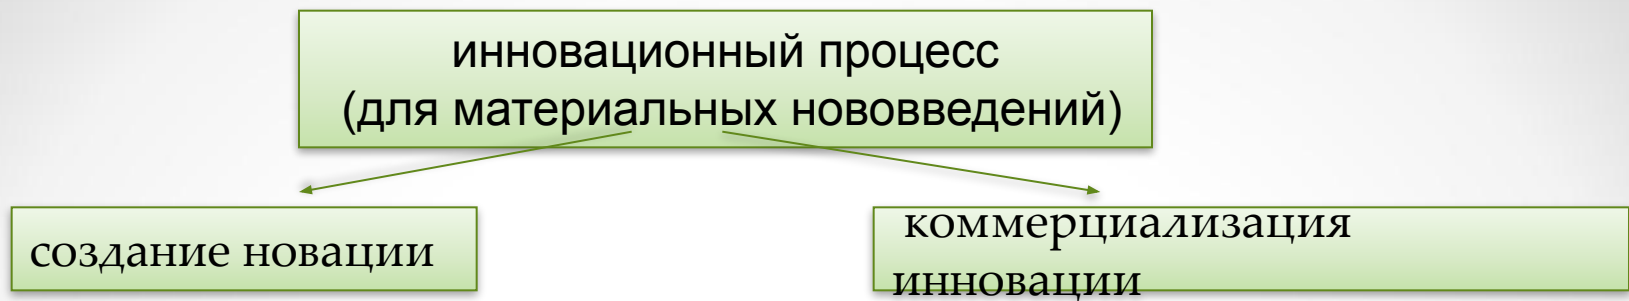 инновационный процесс
(для материальных нововведений)
создание новации
коммерциализация
инновации